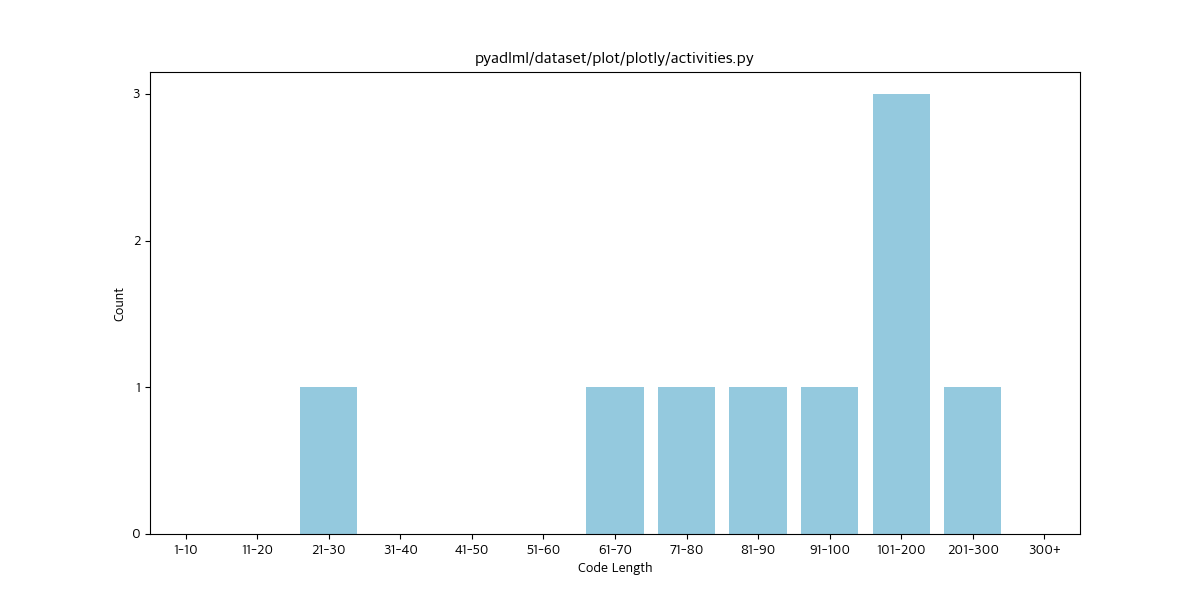 pyadlml/dataset/plot/plotly/activities.py
3
2
1
0
Count
1-10 11-20 21-30 31-40 41-50 51-60 61-70 71-80 81-90 91-100 101-200 201-300 300+
Code Length